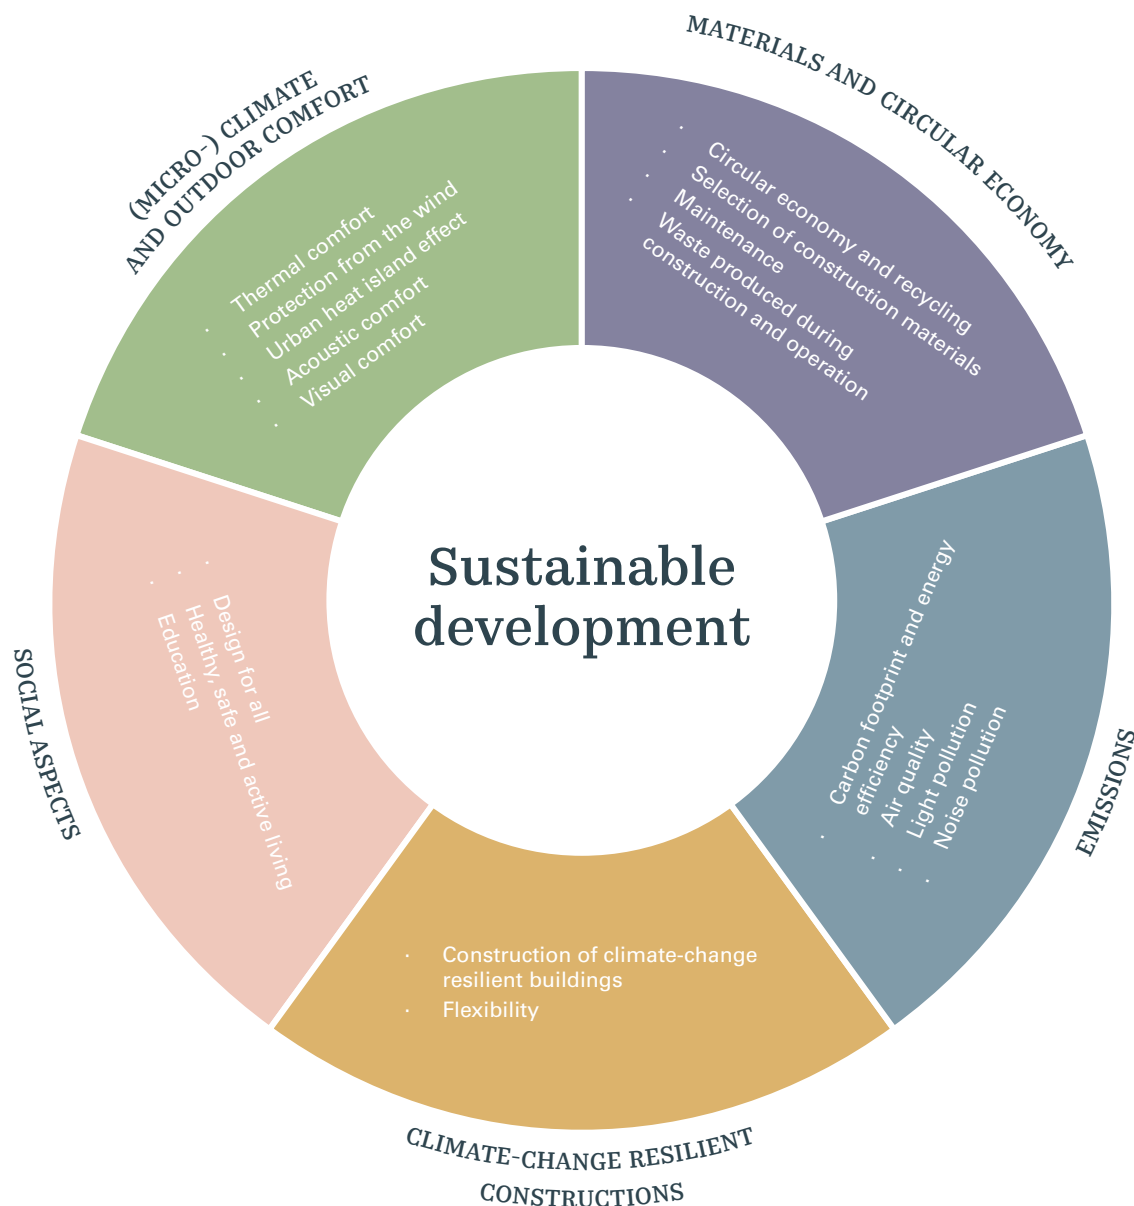 MATERIALS AND CIRCULAR ECONOMY
· Circular economy and recycling
· Selection of construction materials
· Maintenance
· Waste produced during
construction and operation
EMISSIONS
· Carbon footprint and energy
efficiency
· Air quality
· Light pollution
· Noise pollution
CLIMATE-CHANGE RESILIENT
CONSTRUCTIONS
· Construction of climate-change
resilient buildings
· Flexibility
SOCIAL ASPECTS
· Design for all
· Healthy, safe and active living
· Education
(MICRO-) CLIMATE
AND OUTDOOR COMFORT
· Thermal comfort
· Protection from the wind
· Urban heat island effect
· Acoustic comfort
· Visual comfort
Sustainable
development